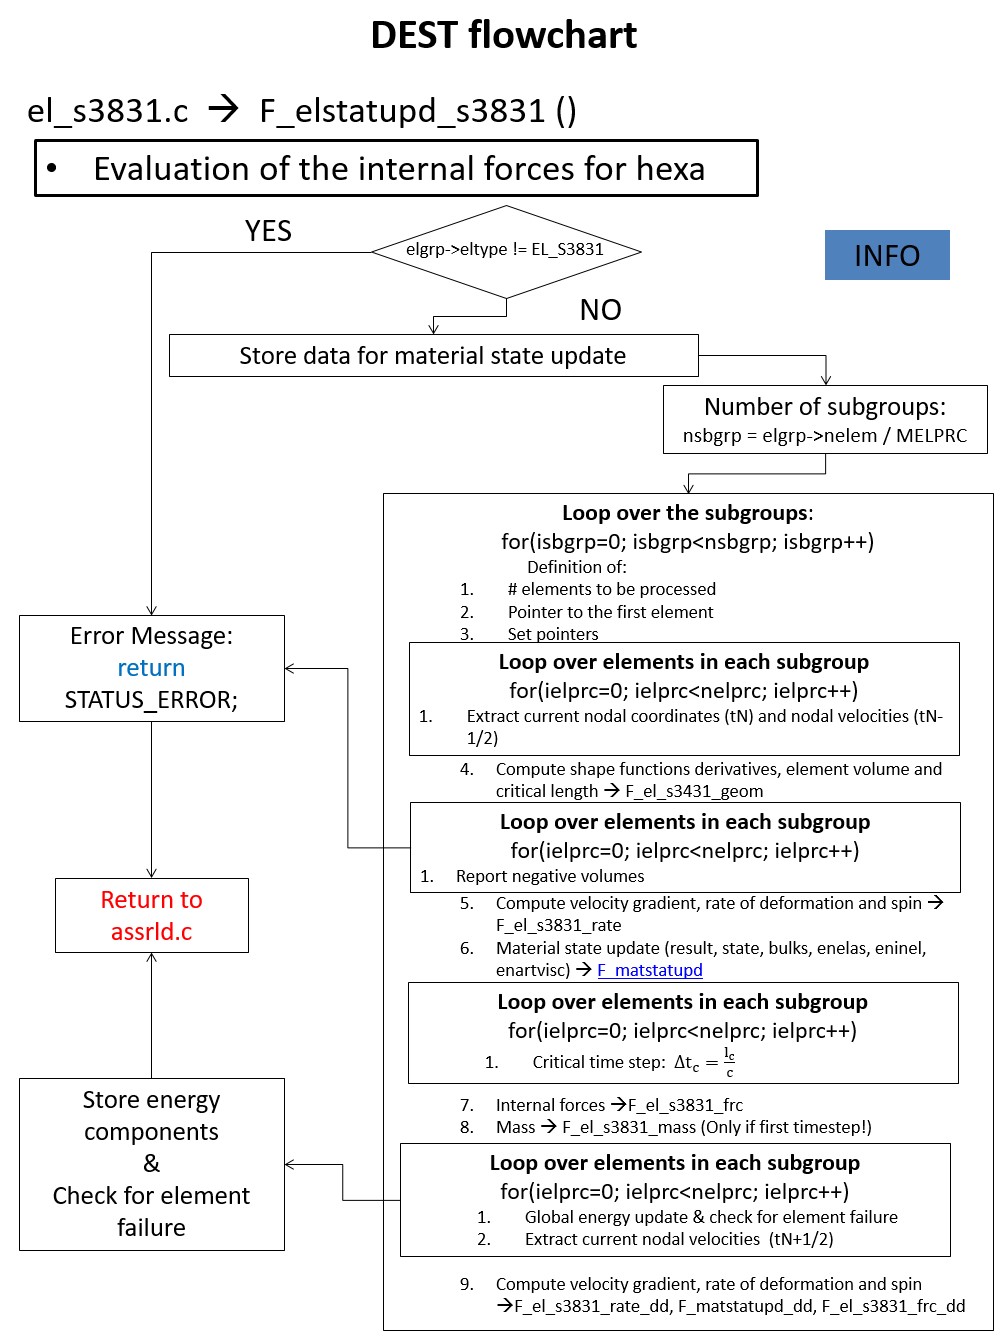 DEST flowchart
el_s3831.c → F_elstatupd_s3831 ()
• Evaluation of the internal forces for hexa
YES
elgrp->eltype != EL_S3831
INFO
NO
Store data for material state update
Number of subgroups:
nsbgrp = elgrp->nelem / MELPRC
Loop over the subgroups:
for(isbgrp=0; isbgrp<nsbgrp; isbgrp++)
Definition of:
1. # elements to be processed
2. Pointer to the first element
3. Set pointers
Loop over elements in each subgroup
for(ielprc=0; ielprc<nelprc; ielprc++)
1. Extract current nodal coordinates (tN) and nodal velocities (tN-
1/2)
4. Compute shape functions derivatives, element volume and
critical length → F_el_s3431_geom
Loop over elements in each subgroup
for(ielprc=0; ielprc<nelprc; ielprc++)
1. Report negative volumes
5. Compute velocity gradient, rate of deformation and spin →
F_el_s3831_rate
6. Material state update (result, state, bulks, enelas, eninel,
enartvisc) → F_matstatupd
Loop over elements in each subgroup
for(ielprc=0; ielprc<nelprc; ielprc++)
1. Critical time step: Δt_c = l_c/c
7. Internal forces →F_el_s3831_frc
8. Mass → F_el_s3831_mass (Only if first timestep!)
Loop over elements in each subgroup
for(ielprc=0; ielprc<nelprc; ielprc++)
1. Global energy update & check for element failure
2. Extract current nodal velocities (tN+1/2)
9. Compute velocity gradient, rate of deformation and spin
→F_el_s3831_rate_dd, F_matstatupd_dd, F_el_s3831_frc_dd
Error Message:
return
STATUS_ERROR;
Return to
assrld.c
Store energy
components
&
Check for element
failure